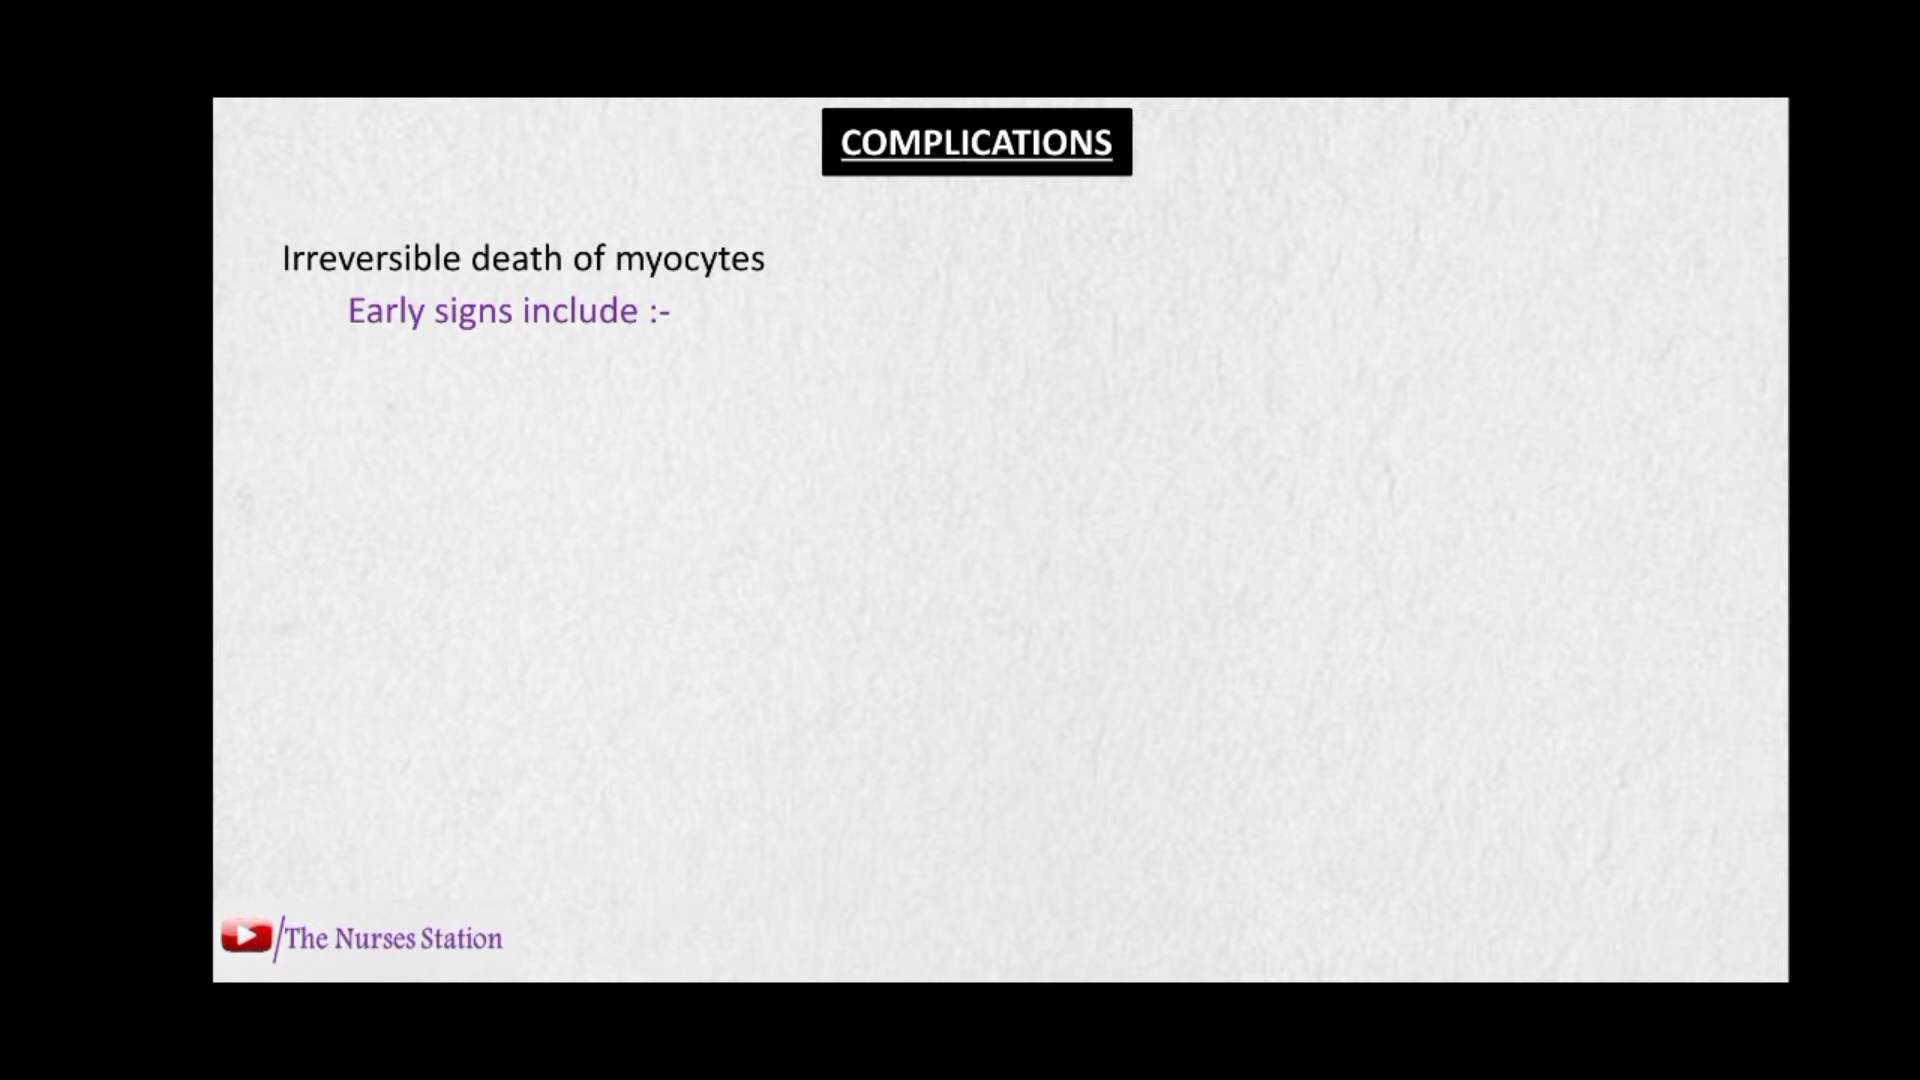 COMPLICATIONS
Irreversible death of myocytes
Early signs include :-
/The Nurses Station